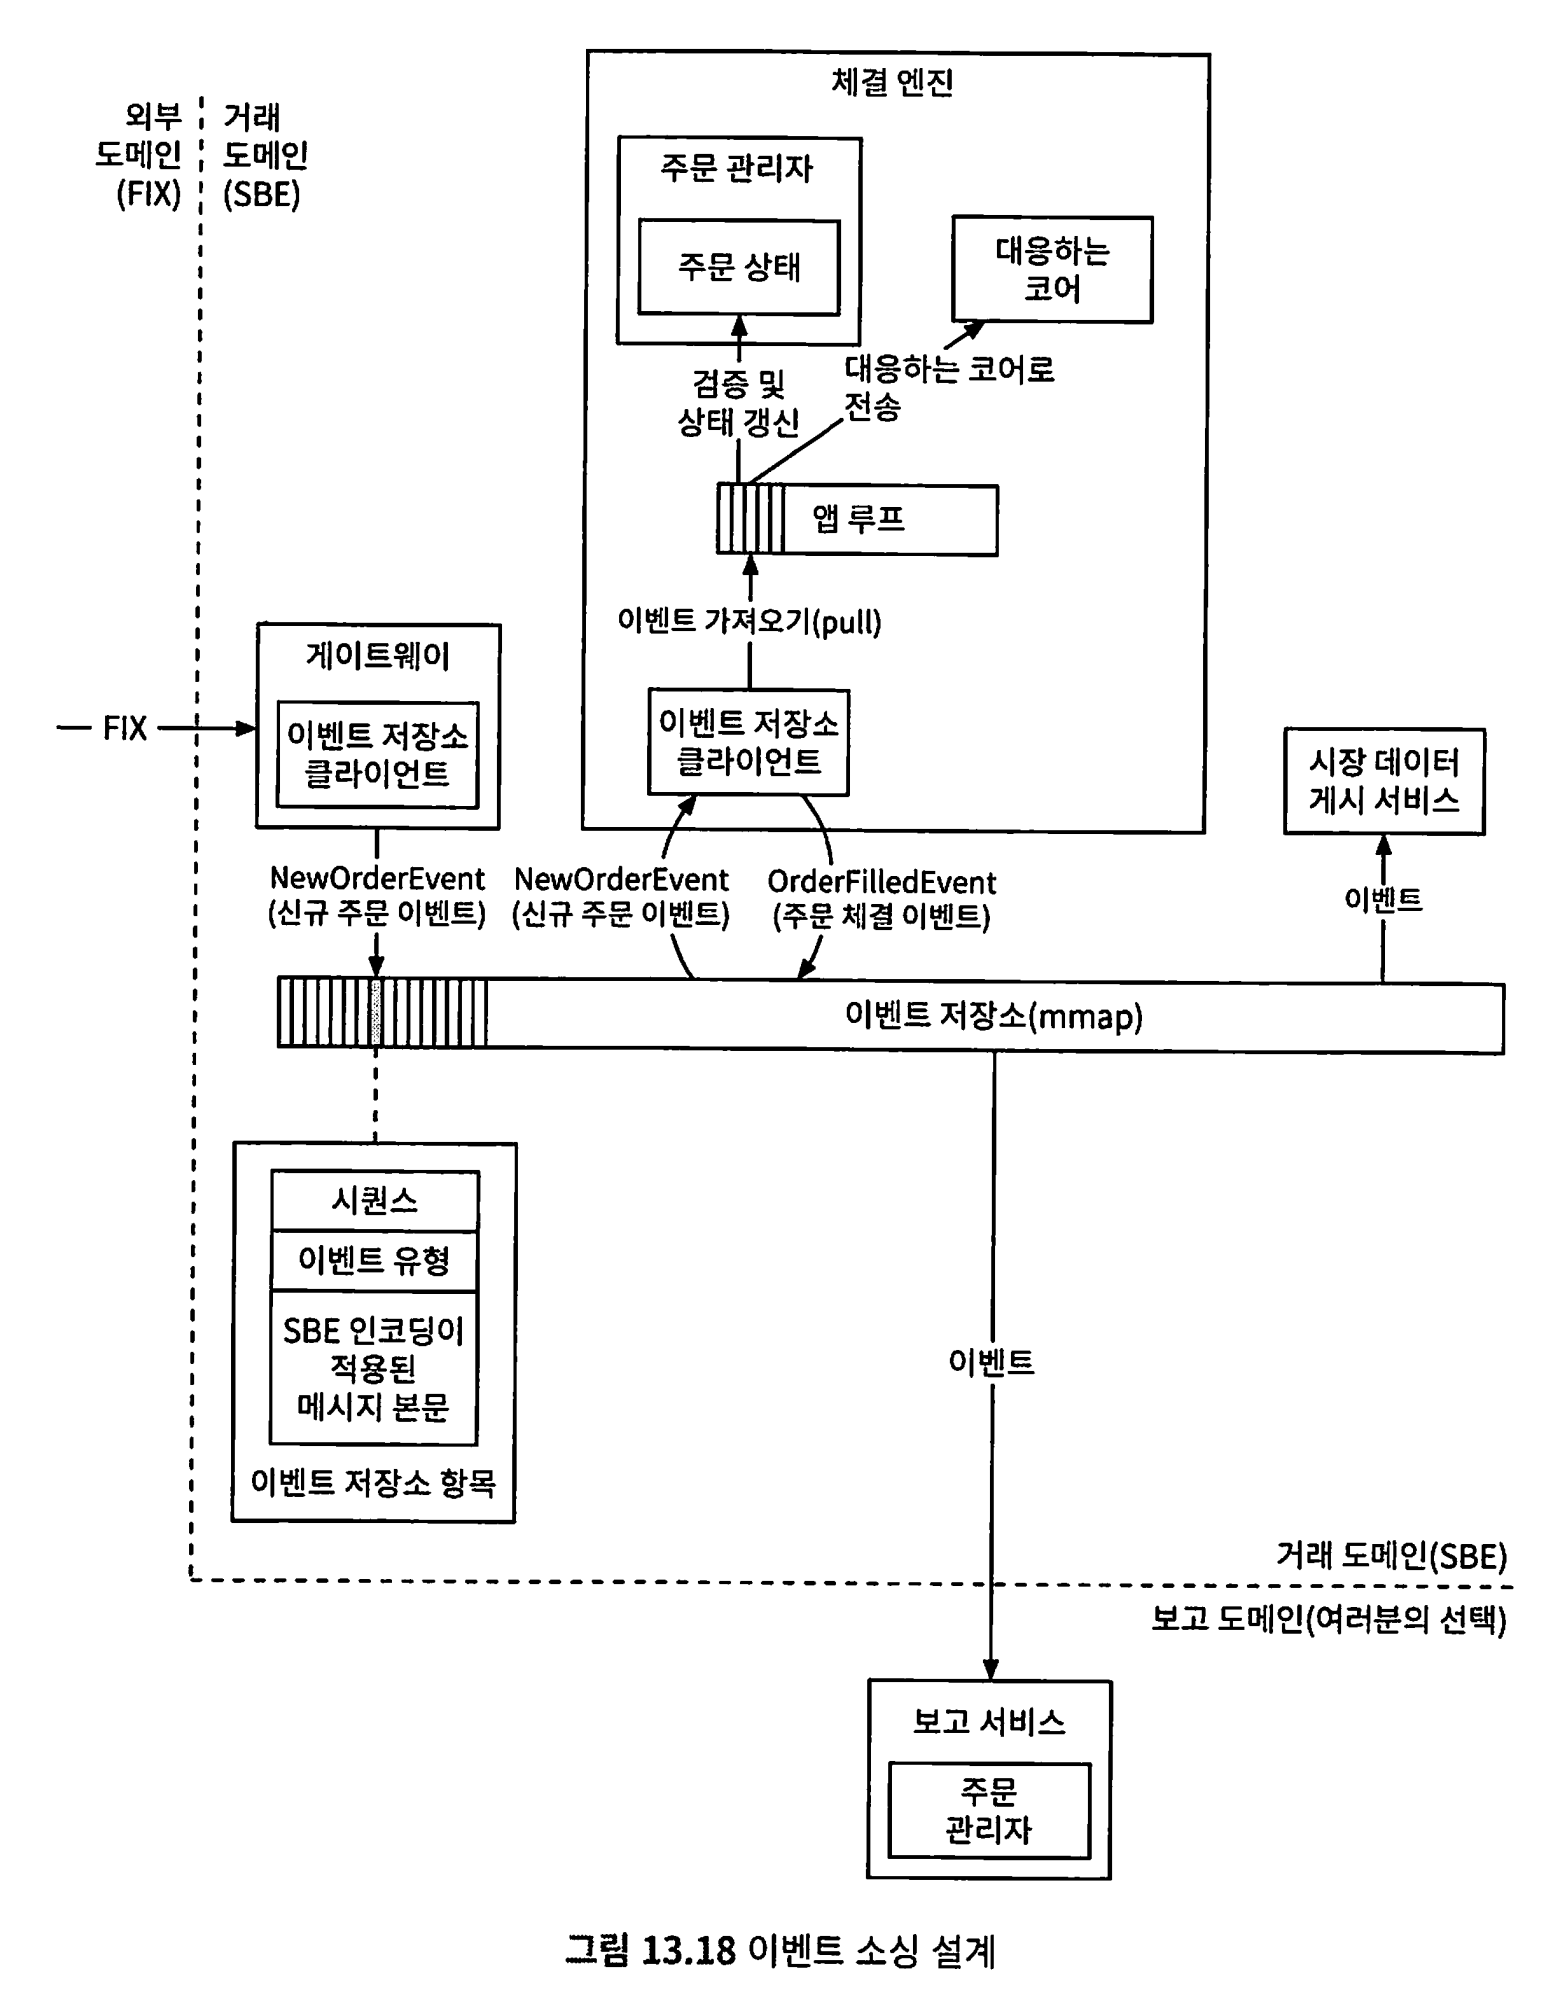 체결 엔진
외부
도메인
(FIX)
거래
도메인
(SBE)
주문 관리자
주문 상태
대응하는
코어
검증 및
상태 갱신
대응하는 코어로
전송
앱 루프
이벤트 가져오기(pull)
게이트웨이
이벤트 저장소
클라이언트
FIX
이벤트 저장소
클라이언트
시장 데이터
게시 서비스
NewOrderEvent
(신규 주문 이벤트)
NewOrderEvent
(신규 주문 이벤트)
OrderFilledEvent
(주문 체결 이벤트)
이벤트
이벤트 저장소(mmap)
시퀀스
이벤트 유형
SBE 인코딩이
적용된
메시지 본문
이벤트 저장소 항목
이벤트
거래 도메인(SBE)
보고 도메인(여러분의 선택)
보고 서비스
주문
관리자
그림 13.18 이벤트 소싱 설계